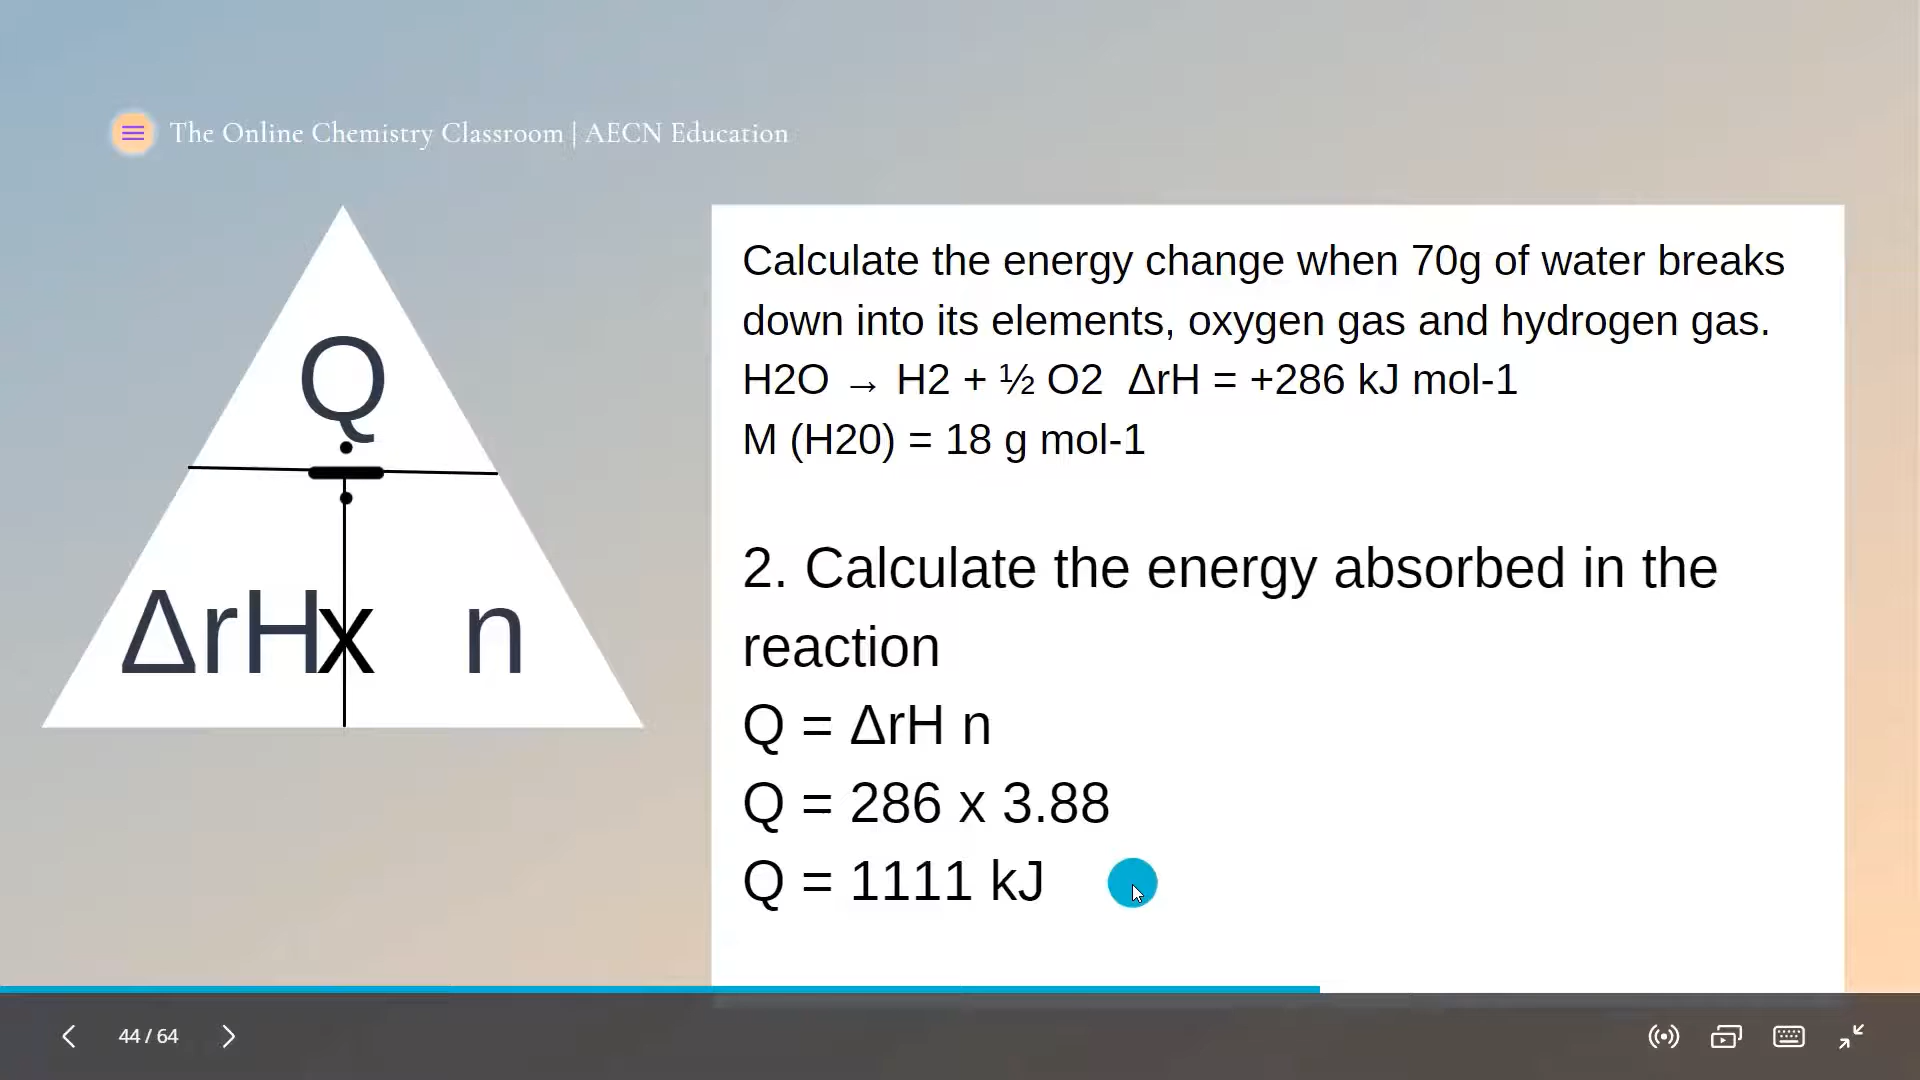 The Online Chemistry Classroom | AECN Education
Q
÷
ΔrH x n
Calculate the energy change when 70g of water breaks
down into its elements, oxygen gas and hydrogen gas.
H2O → H2 + ½ O2 ΔrH = +286 kJ mol-1
M (H20) = 18 g mol-1
2. Calculate the energy absorbed in the
reaction
Q = ΔrH n
Q = 286 x 3.88
Q = 1111 kJ
44 / 64